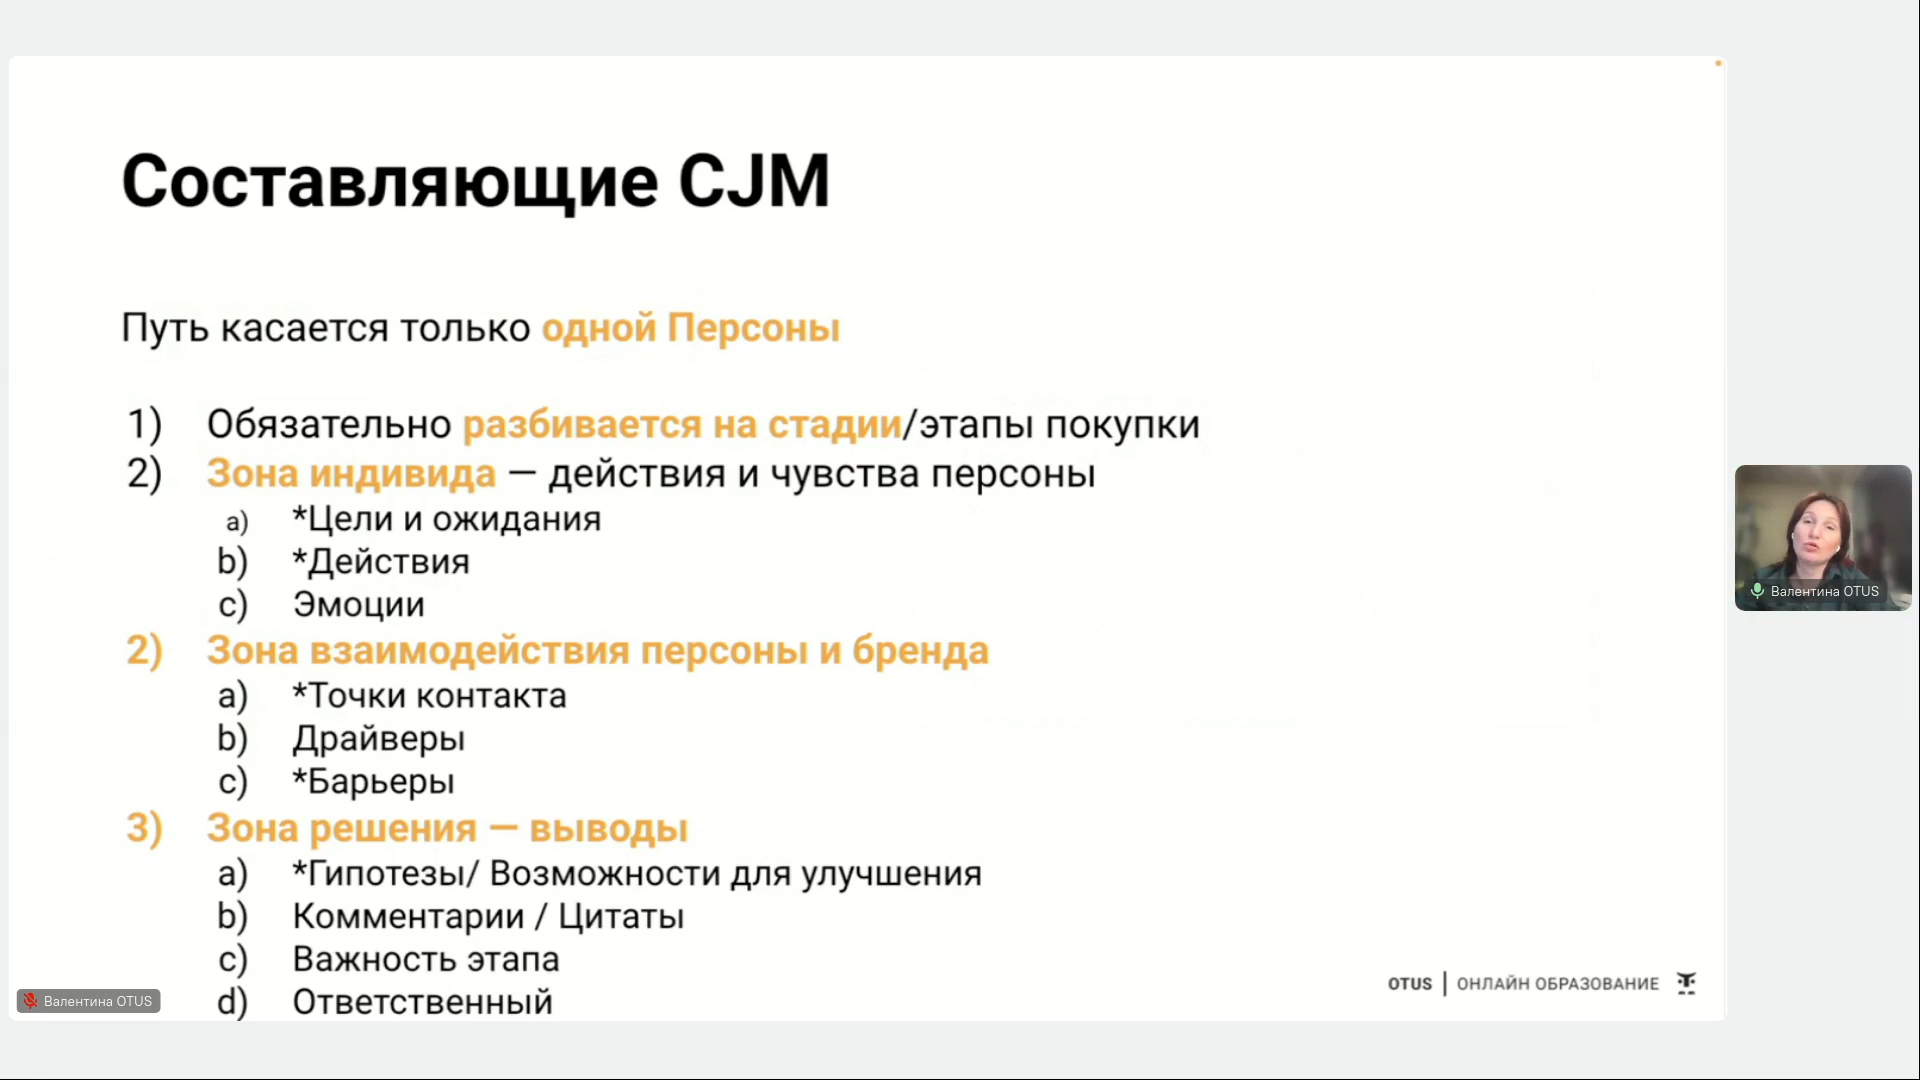 Составляющие CJM
Путь касается только одной Персоны
1) Обязательно разбивается на стадии/этапы покупки
2) Зона индивида — действия и чувства персоны
a) *Цели и ожидания
b) *Действия
c) Эмоции
2) Зона взаимодействия персоны и бренда
a) *Точки контакта
b) Драйверы
c) *Барьеры
3) Зона решения — выводы
a) *Гипотезы/ Возможности для улучшения
b) Комментарии / Цитаты
c) Важность этапа
d) Ответственный
OTUS | ОНЛАЙН ОБРАЗОВАНИЕ
Валентина OTUS
Валентина OTUS